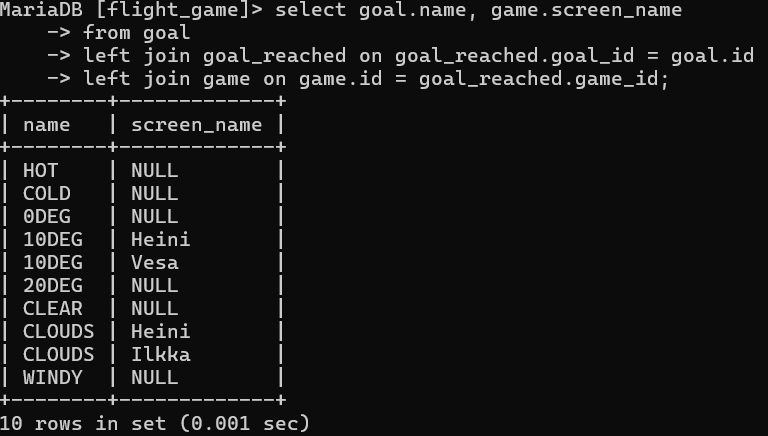 MariaDB [flight_game]> select goal.name, game.screen_name
    -> from goal
    -> left join goal_reached on goal_reached.goal_id = goal.id
    -> left join game on game.id = goal_reached.game_id;
+--------+-------------+
| name   | screen_name |
+--------+-------------+
| HOT    | NULL        |
| COLD   | NULL        |
| 0DEG   | NULL        |
| 10DEG  | Heini       |
| 10DEG  | Vesa        |
| 20DEG  | NULL        |
| CLEAR  | NULL        |
| CLOUDS | Heini       |
| CLOUDS | Ilkka       |
| WINDY  | NULL        |
+--------+-------------+
10 rows in set (0.001 sec)